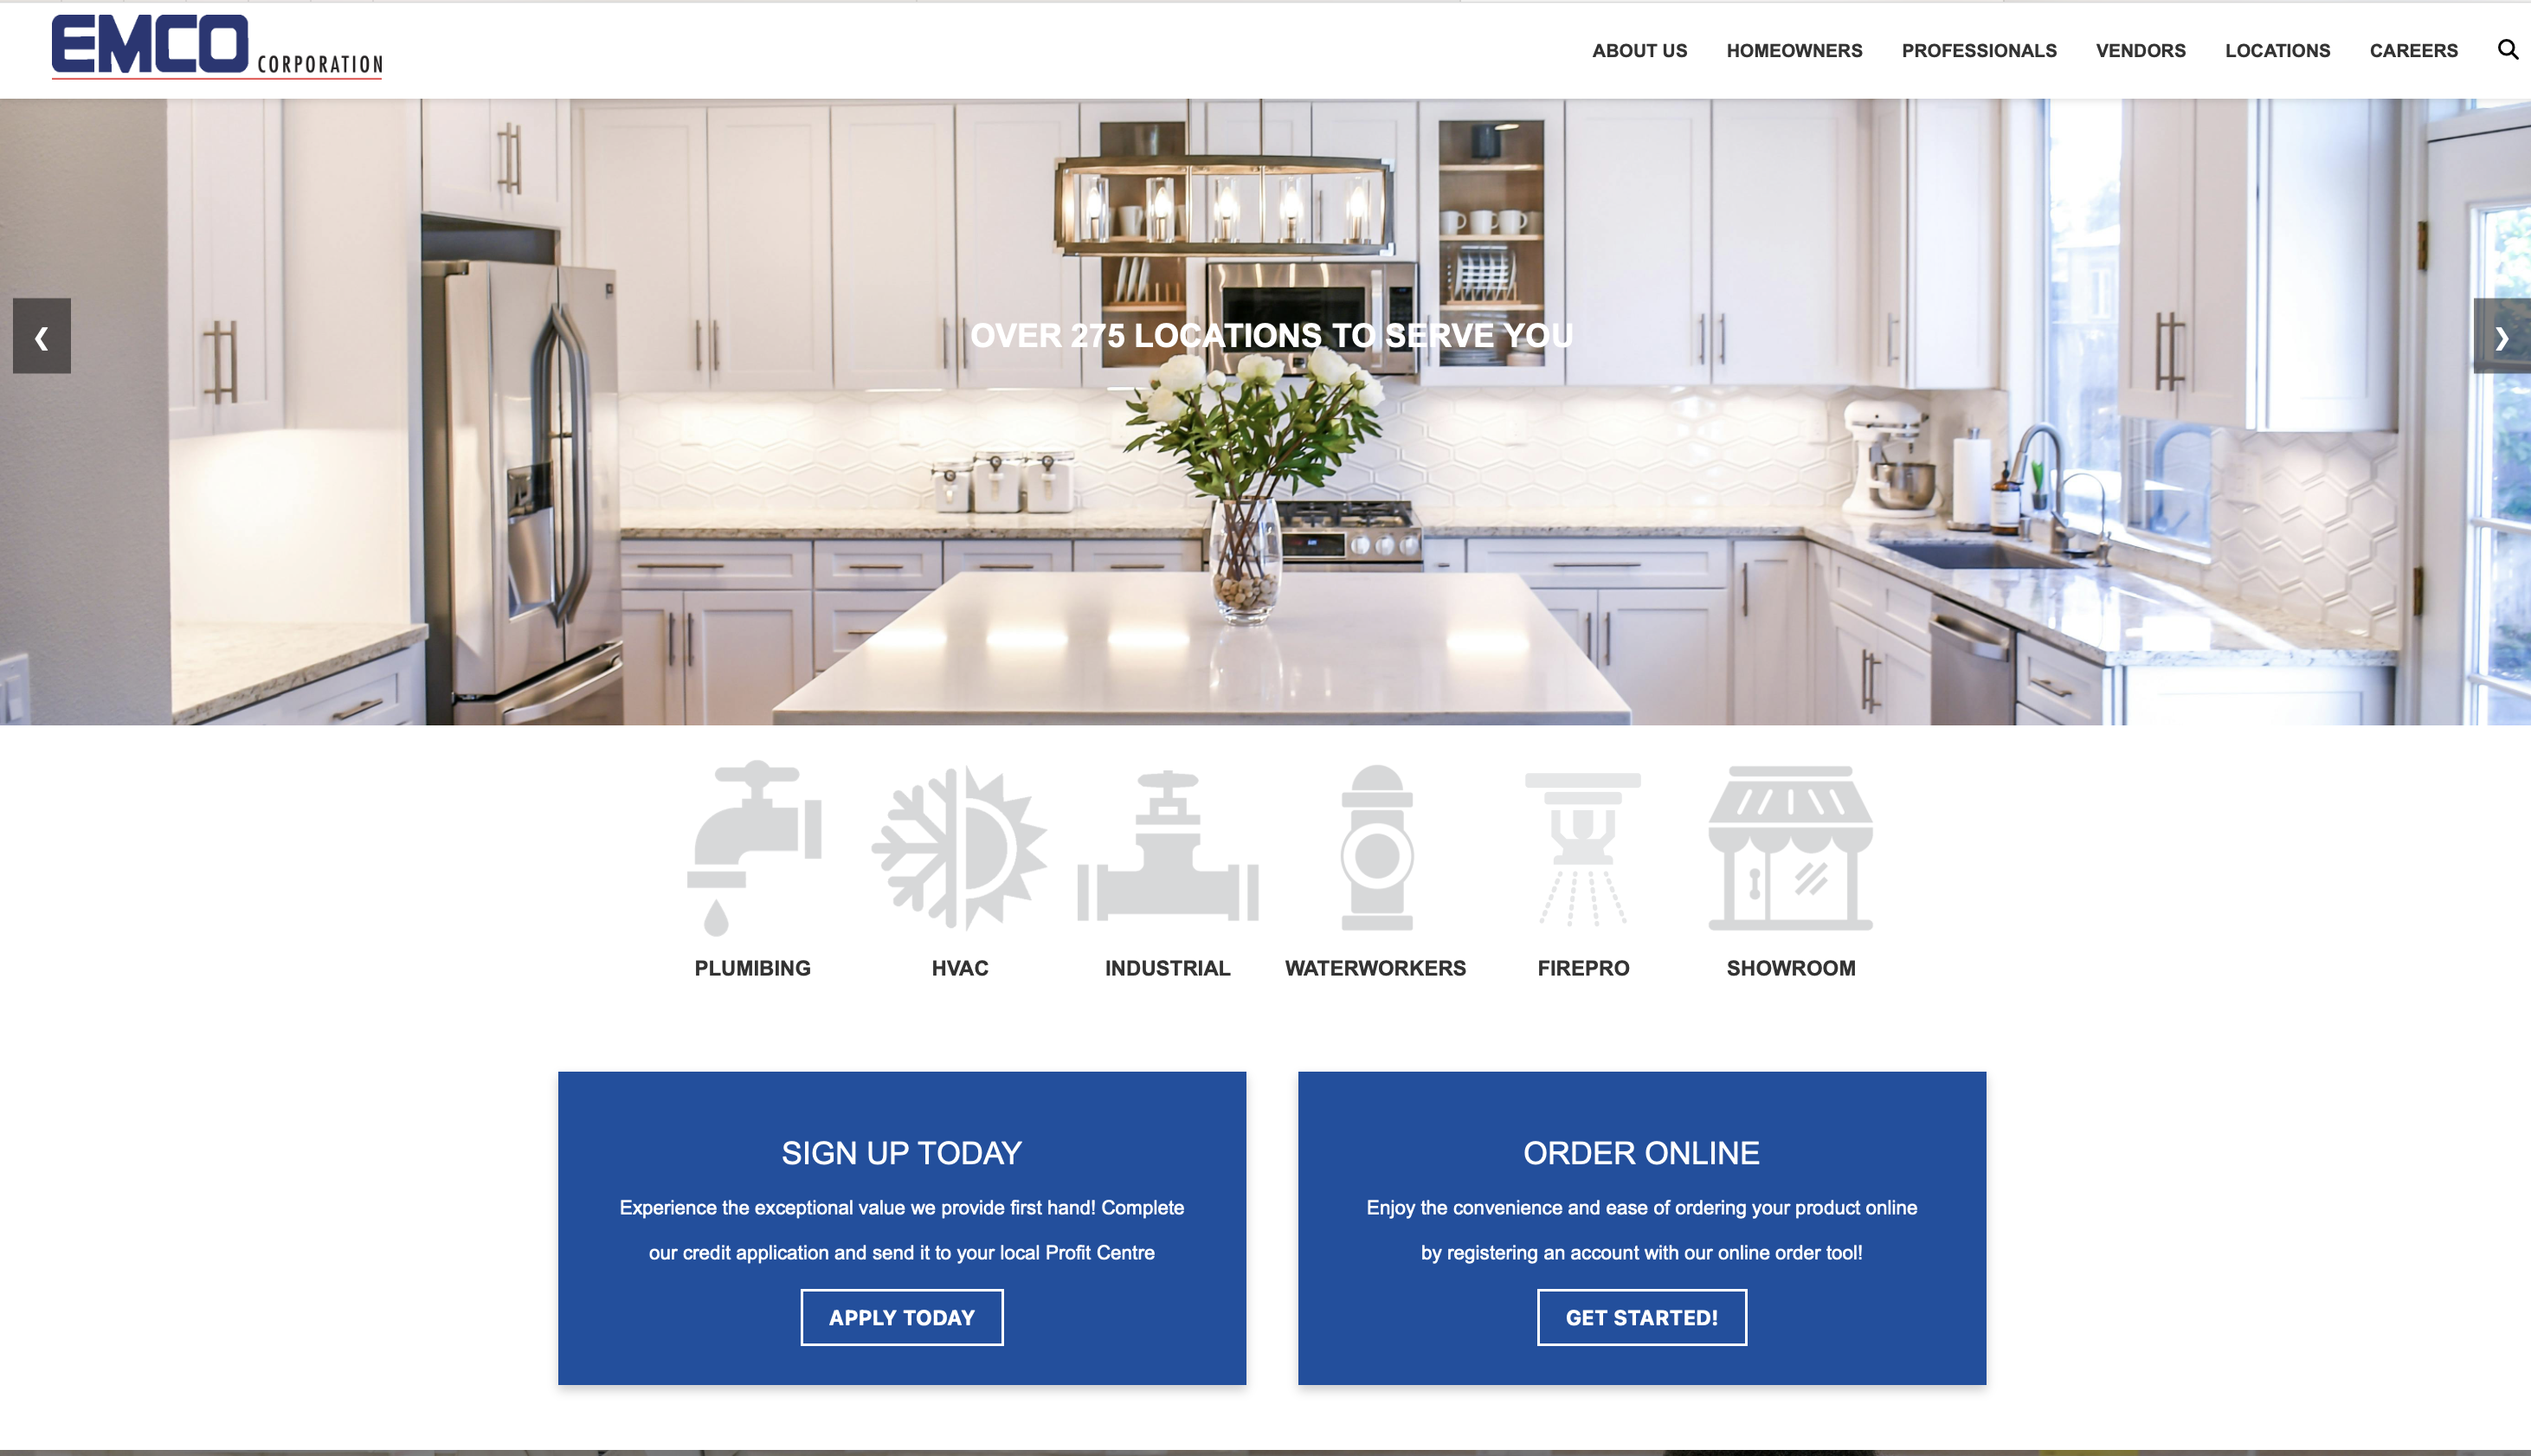 EMCO CORPORATION
ABOUT US HOMEOWNERS PROFESSIONALS VENDORS LOCATIONS CAREERS
OVER 275 LOCATIONS TO SERVE YOU
PLUMIBING HVAC INDUSTRIAL WATERWORKERS FIREPRO SHOWROOM
SIGN UP TODAY
Experience the exceptional value we provide first hand! Complete
our credit application and send it to your local Profit Centre
APPLY TODAY
ORDER ONLINE
Enjoy the convenience and ease of ordering your product online
by registering an account with our online order tool!
GET STARTED!